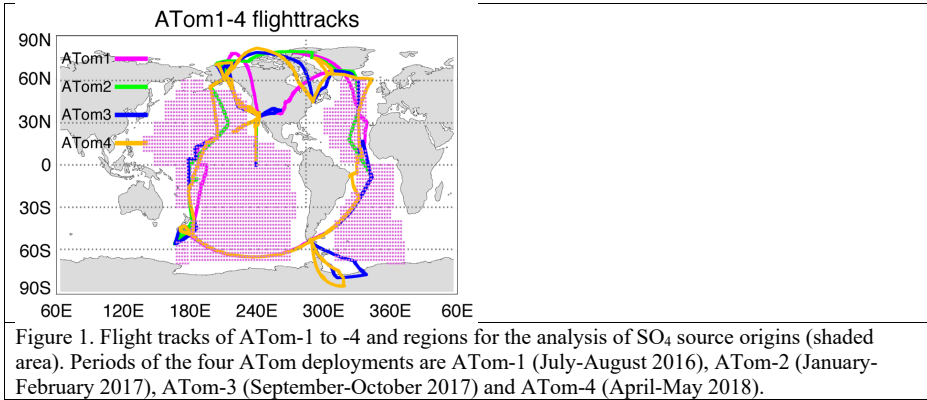 ATom1-4 flighttracks
90N
ATom1
60N
ATom2
ATom3
30N
ATom4
0
30S
60S
90S
60E 120E 180E 240E 300E 360E 60E
Figure 1. Flight tracks of ATom-1 to -4 and regions for the analysis of SO₄ source origins (shaded
area). Periods of the four ATom deployments are ATom-1 (July-August 2016), ATom-2 (January-
February 2017), ATom-3 (September-October 2017) and ATom-4 (April-May 2018).